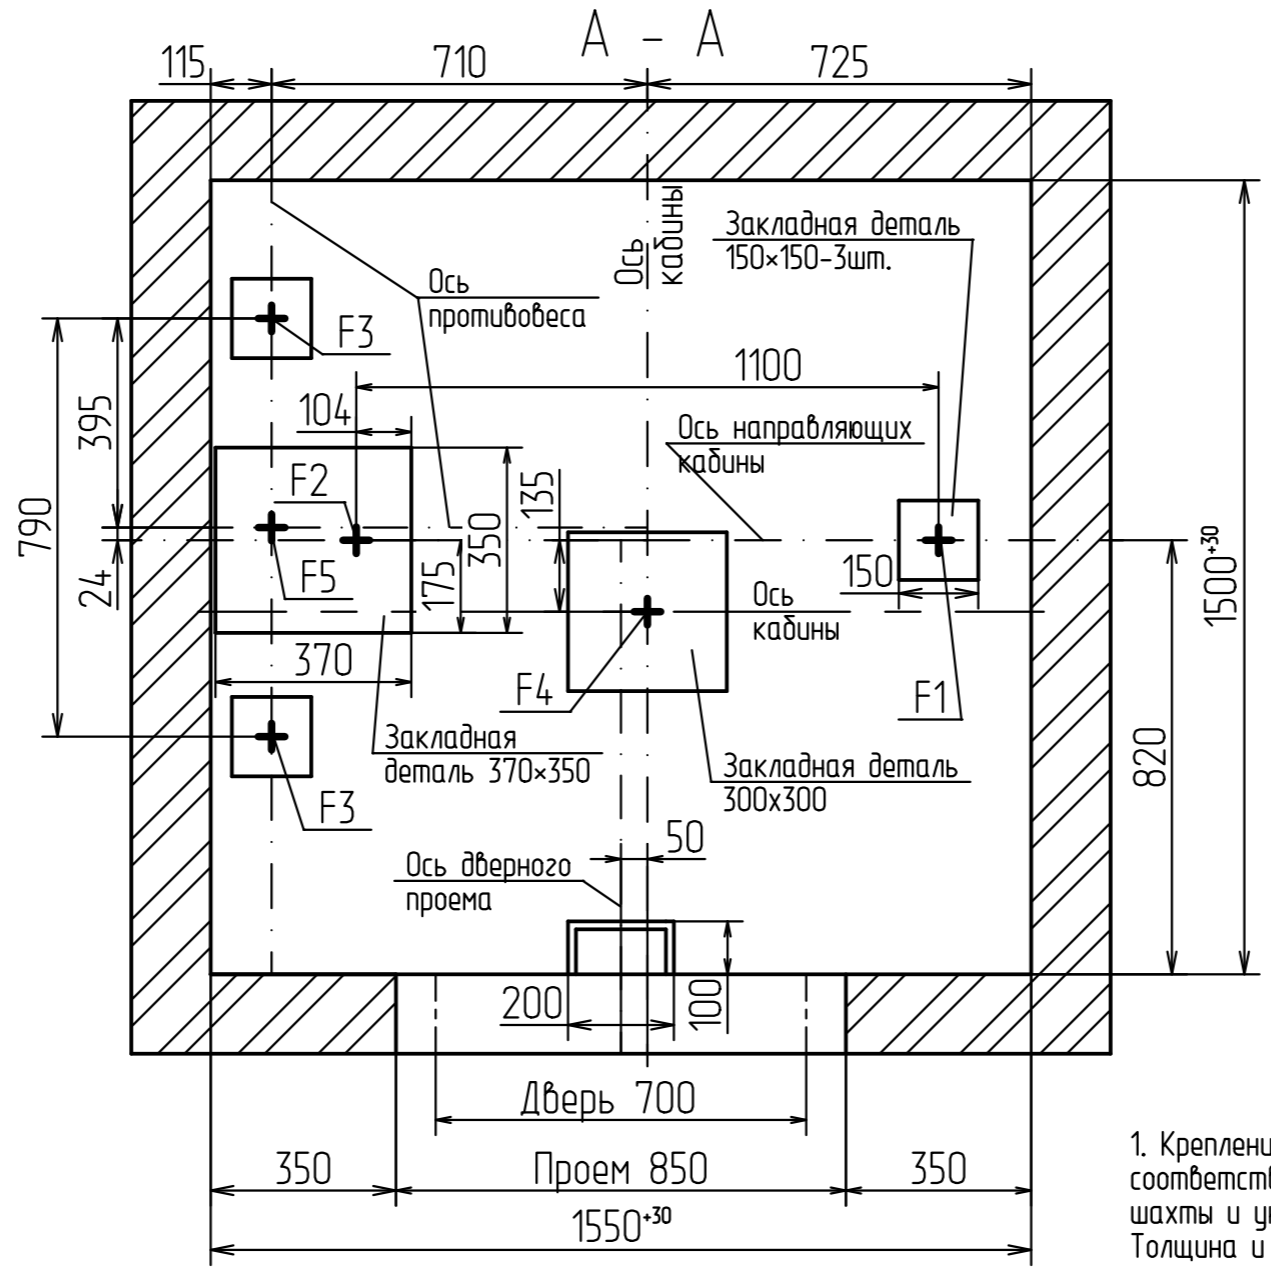 А - А
115
710
725
Ось
кабины
Закладная деталь
150×150-3шт.
Ось
противовеса
F3
1100
104
395
Ось направляющих
кабины
F2
135
350
790
1500+30
24
F5
175
150
Ось
кабины
370
F4
F1
Закладная
деталь 370×350
Закладная деталь
300х300
820
F3
50
Ось дверного
проема
200
100
Дверь 700
350
Проем 850
350
1550+30
1. Креплени
соответств
шахты и у
Толщина и